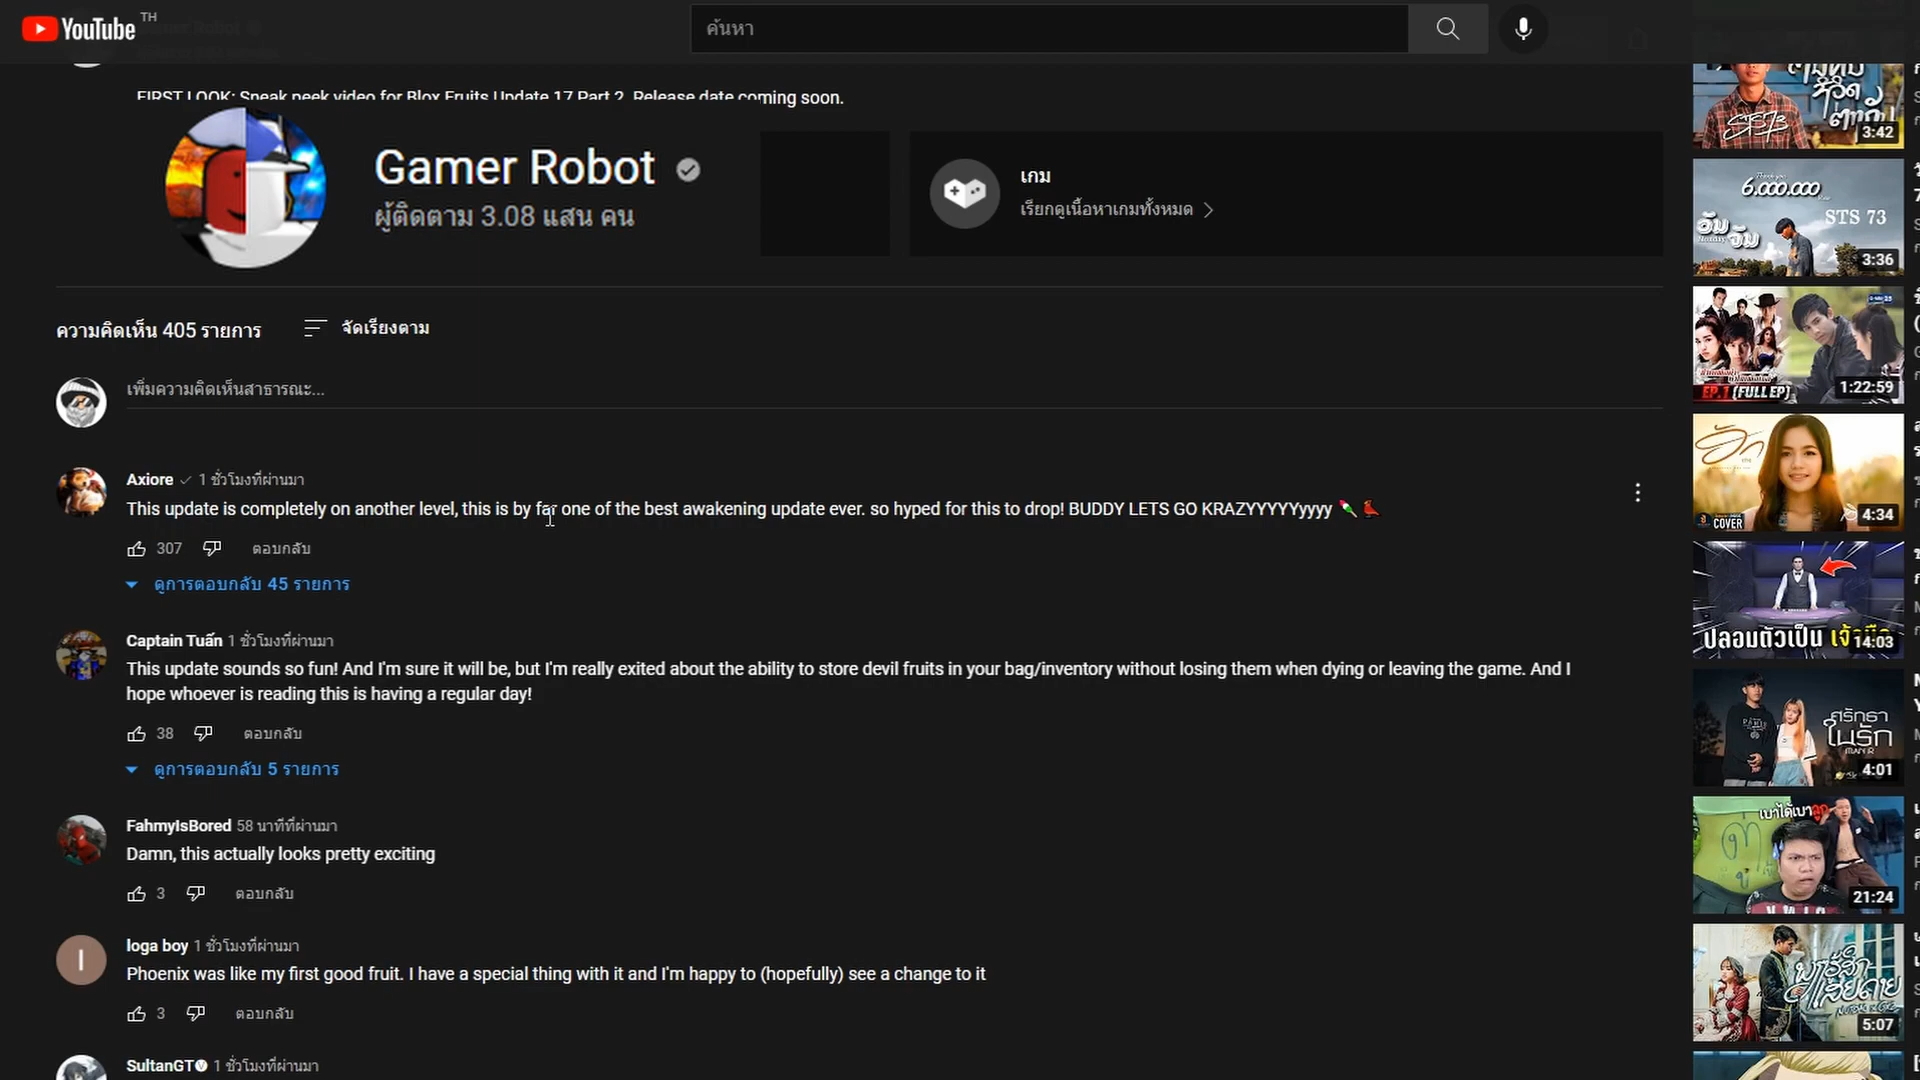 YouTube TH
ค้นหา
FIRST LOOK: Sneak peek video for Blox Fruits Update 17 Part 2. Release date coming soon.
Gamer Robot
ผู้ติดตาม 3.08 แสน คน
เกม
เรียกดูเนื้อหาเกมทั้งหมด
ความคิดเห็น 405 รายการ
จัดเรียงตาม
เพิ่มความคิดเห็นสาธารณะ...
Axiore 1 ชั่วโมงที่ผ่านมา
This update is completely on another level, this is by far one of the best awakening update ever. so hyped for this to drop! BUDDY LETS GO KRAZYYYYYyyyy
307 ตอบกลับ
ดูการตอบกลับ 45 รายการ
Captain Tuấn 1 ชั่วโมงที่ผ่านมา
This update sounds so fun! And I'm sure it will be, but I'm really exited about the ability to store devil fruits in your bag/inventory without losing them when dying or leaving the game. And I
hope whoever is reading this is having a regular day!
38 ตอบกลับ
ดูการตอบกลับ 5 รายการ
FahmyIsBored 58 นาทีที่ผ่านมา
Damn, this actually looks pretty exciting
3 ตอบกลับ
I
loga boy 1 ชั่วโมงที่ผ่านมา
Phoenix was like my first good fruit. I have a special thing with it and I'm happy to (hopefully) see a change to it
3 ตอบกลับ
SultanGT 1 ชั่วโมงที่ผ่านมา
STS73
3:42
6.000.000
STS 73
3:36
EP.1 (FULL EP)
1:22:59
COVER
4:34
ปลอมตัวเป็น
14:03
ศรัทธา
ในรัก
4:01
เบาได้เบา
21:24
5:07